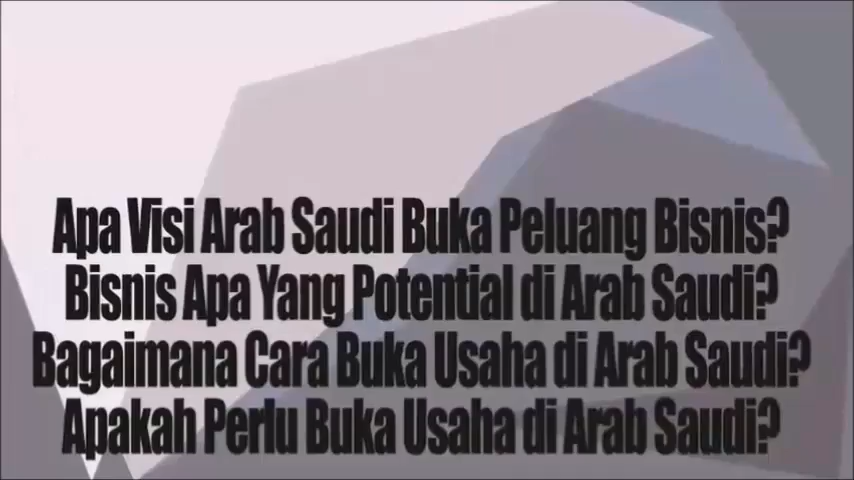 Apa Visi Arab Saudi Buka Peluang Bisnis?
Bisnis Apa Yang Potential di Arab Saudi?
Bagaimana Cara Buka Usaha di Arab Saudi?
Apakah Perlu Buka Usaha di Arab Saudi?